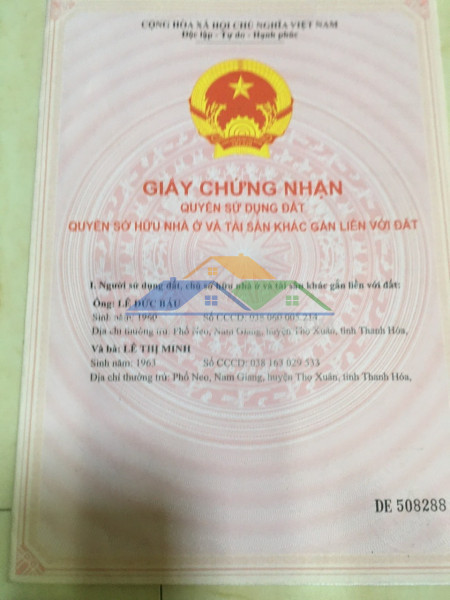 CỘNG HÒA XÃ HỘI CHỦ NGHĨA VIỆT NAM
Độc lập - Tự do - Hạnh phúc
GIẤY CHỨNG NHẬN
QUYỀN SỬ DỤNG ĐẤT
QUYỀN SỞ HỮU NHÀ Ở VÀ TÀI SẢN KHÁC GẮN LIỀN VỚI ĐẤT
I. Người sử dụng đất, chủ sở hữu nhà ở và tài sản khác gắn liền với đất:
Ông: LÊ ĐỨC
Sinh năm: 1960 Số CCCD: 038 060
Địa chỉ thường trú: Phố Neo, Nam Giang, huyện Thọ Xuân, tỉnh Thanh Hóa.
Và bà: LÊ THỊ MINH
Sinh năm: 1963 Số CCCD: 038 163 029 533
Địa chỉ thường trú: Phố Neo, Nam Giang, huyện Thọ Xuân, tỉnh Thanh Hóa.
DE 508288